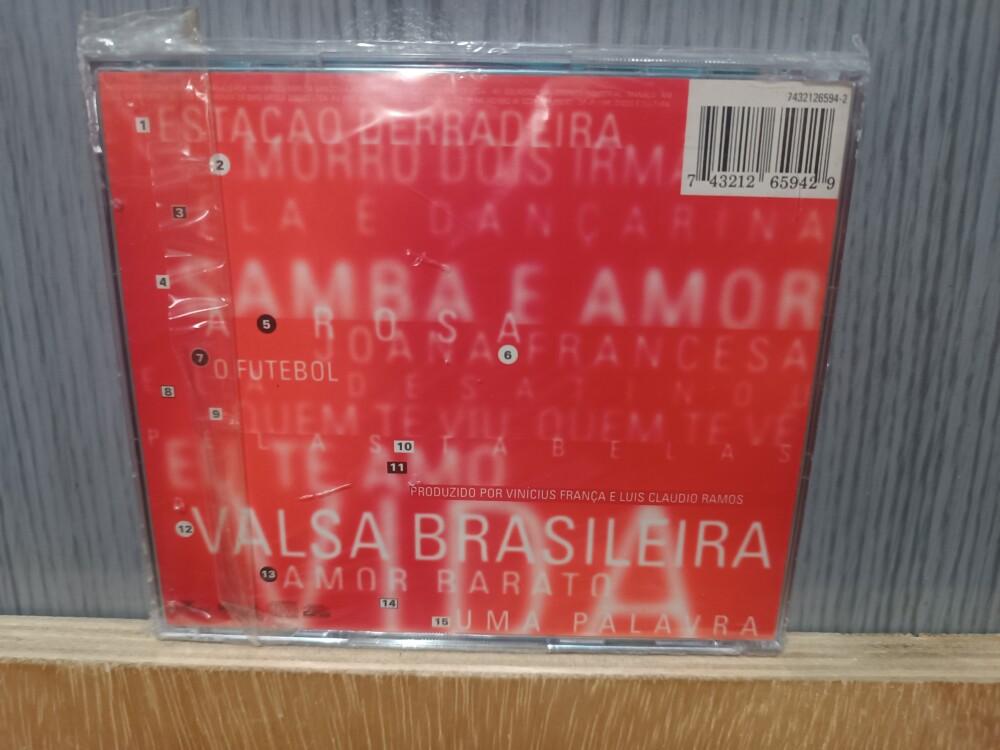 7432126594-2
7 43212 65942 9
1 ESTAÇÃO DERRADEIRA
2 MORRO DOIS IRMÃ
3 LA E DANÇARINA
4 SAMBA E AMOR
5 A ROSA
6 JOANA FRANCESA
7 O FUTEBOL
8 DESATINOU
9 QUEM TE VIU, QUEM TE VÊ
10 PELAS TABELAS
11 EU TE AMO
PRODUZIDO POR VINÍCIUS FRANÇA E LUIS CLAUDIO RAMOS
12 VALSA BRASILEIRA
13 AMOR BARATO
14 VIDA
15 UMA PALAVRA